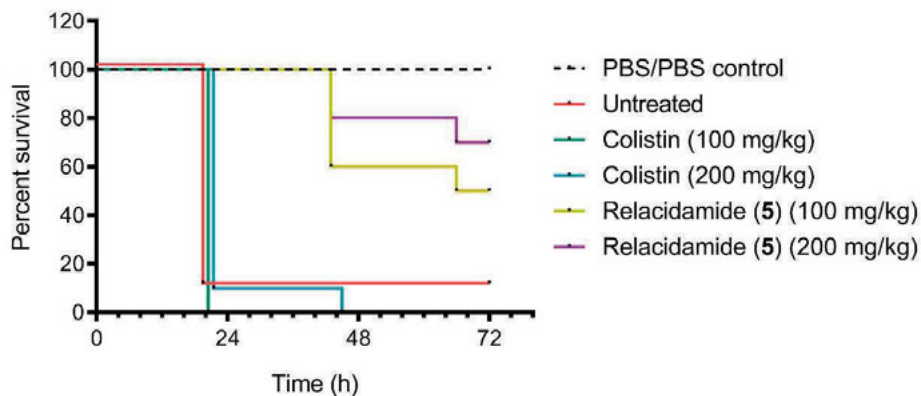 120
100
80
60
40
20
0
Percent survival
0 24 48 72
Time (h)
PBS/PBS control
Untreated
Colistin (100 mg/kg)
Colistin (200 mg/kg)
Relacidamide (5) (100 mg/kg)
Relacidamide (5) (200 mg/kg)